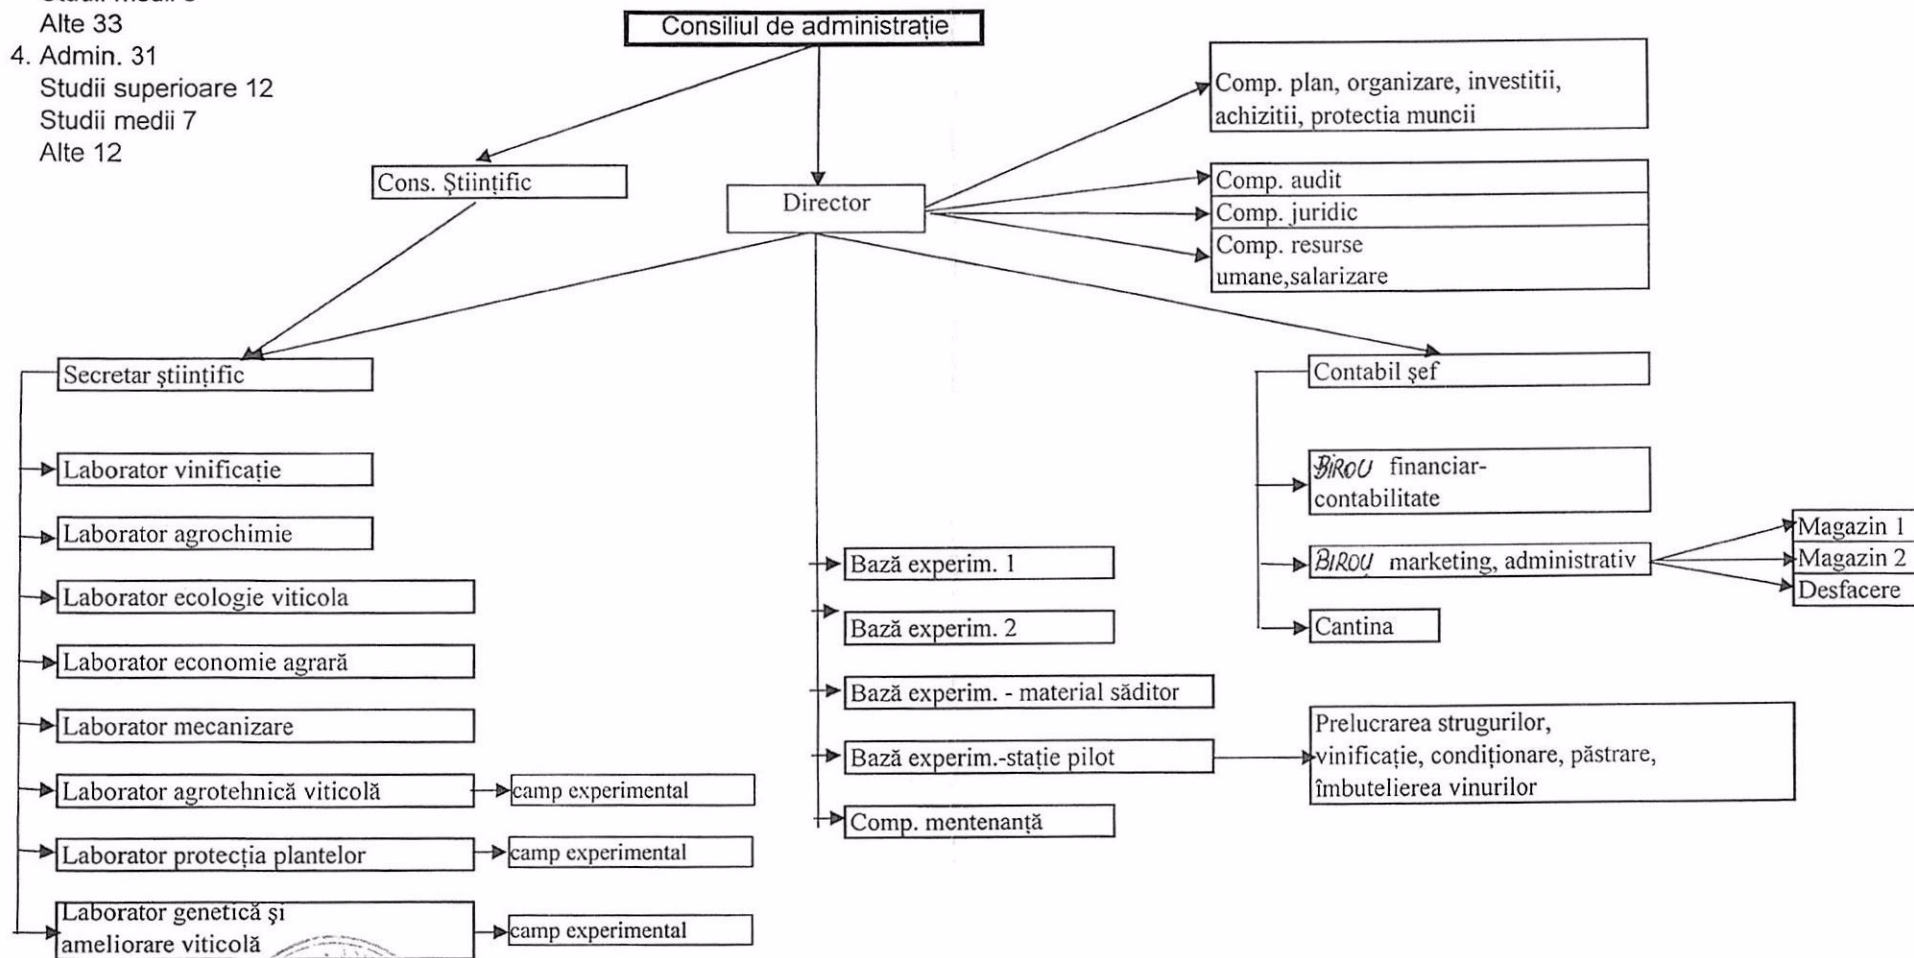 Alte 33
4. Admin. 31
Studii superioare 12
Studii medii 7
Alte 12
Consiliul de administrație
Cons. Ştiințific
Director
Comp. plan, organizare, investitii,
achizitii, protectia muncii
Comp. audit
Comp. juridic
Comp. resurse
umane,salarizare
Secretar ştiințific
Contabil şef
Laborator vinificație
Laborator agrochimie
Laborator ecologie viticola
Laborator economie agrară
Laborator mecanizare
Laborator agrotehnică viticolă
camp experimental
Laborator protecția plantelor
camp experimental
Laborator genetică şi
ameliorare viticolă
camp experimental
Bază experim. 1
Bază experim. 2
Bază experim. - material săditor
Bază experim.-stație pilot
Comp. mentenanță
Prelucrarea strugurilor,
vinificație, condiționare, păstrare,
îmbutelierea vinurilor
BIROU financiar-
contabilitate
BIROU marketing, administrativ
Cantina
Magazin 1
Magazin 2
Desfacere